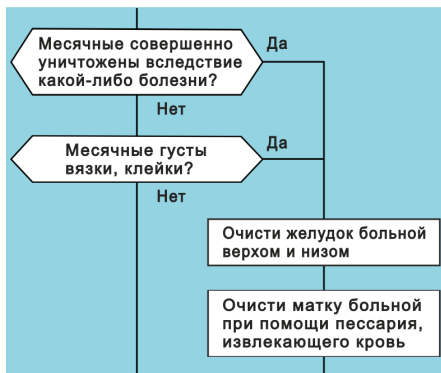 Месячные совершенно
уничтожены вследствие
какой-либо болезни?
Да
Нет
Месячные густы
вязки, клейки?
Да
Нет
Очисти желудок больной
верхом и низом
Очисти матку больной
при помощи пессария,
извлекающего кровь